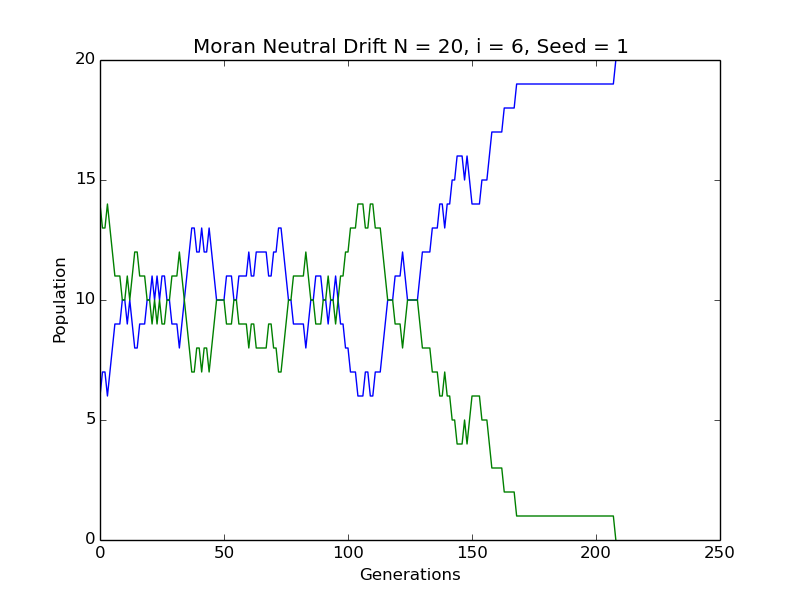 Moran Neutral Drift N = 20, i = 6, Seed = 1
20
15
10
5
0
Population
0 50 100 150 200 250
Generations